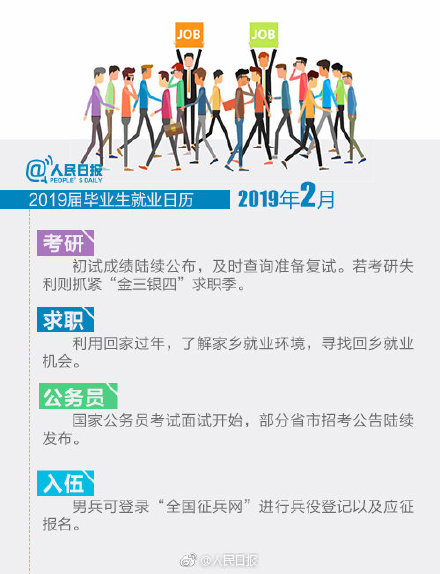 JOB
JOB
@人民日报
PEOPLE'S DAILY
2019届毕业生就业日历
2019年2月
考研
初试成绩陆续公布，及时查询准备复试。若考研失
利则抓紧“金三银四”求职季。
求职
利用回家过年，了解家乡就业环境，寻找回乡就业
机会。
公务员
国家公务员考试面试开始，部分省市招考公告陆续
发布。
入伍
男兵可登录“全国征兵网”进行兵役登记以及应征
报名。
@人民日报